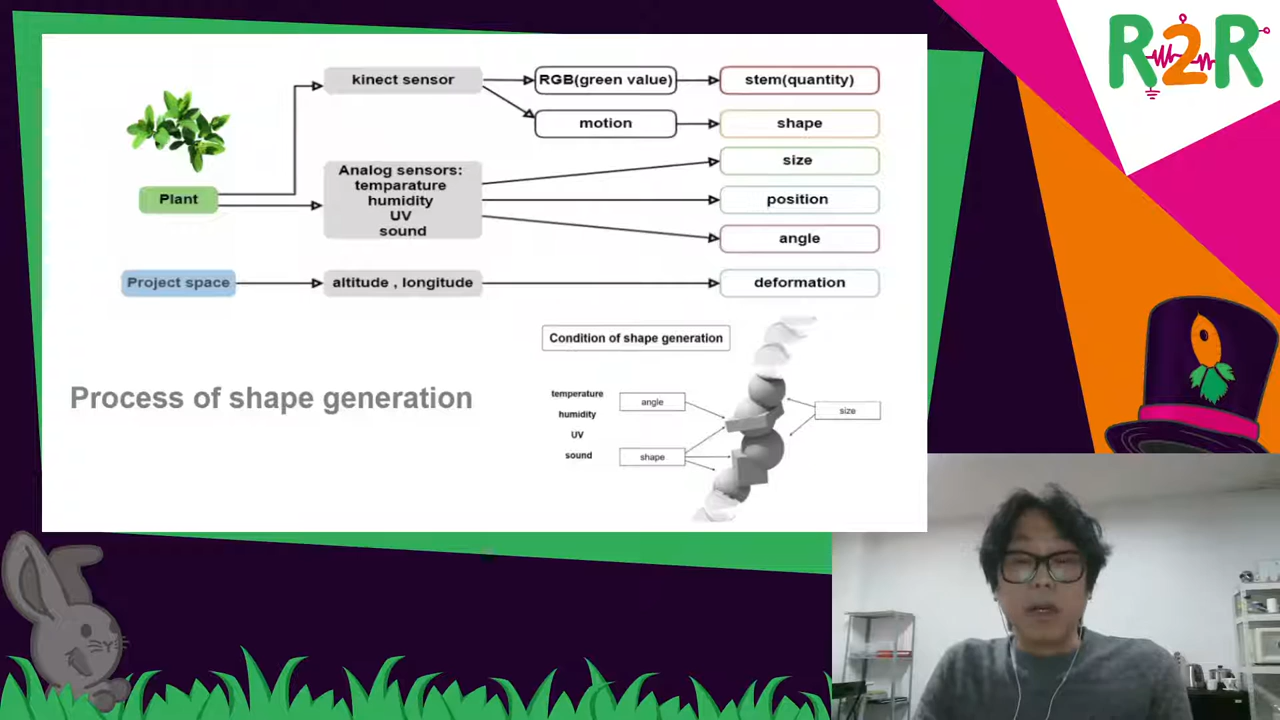 R2R
kinect sensor
RGB(green value)
stem(quantity)
motion
shape
Plant
Analog sensors:
temparature
humidity
UV
sound
size
position
angle
Project space
altitude , longitude
deformation
Process of shape generation
Condition of shape generation
temperature
humidity
UV
sound
angle
shape
size